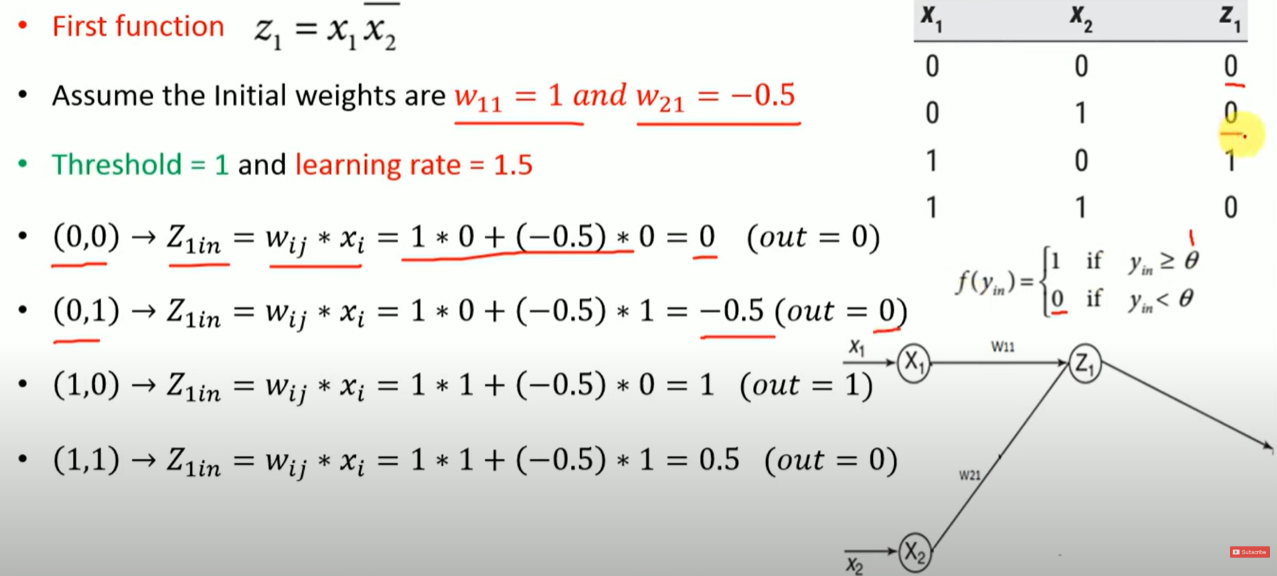 • First function z₁ = x₁x̅₂
• Assume the Initial weights are w₁₁ = 1 and w₂₁ = −0.5
• Threshold = 1 and learning rate = 1.5
• (0,0) → Z₁ᵢₙ = wᵢⱼ * xᵢ = 1 * 0 + (−0.5) * 0 = 0 (out = 0)
• (0,1) → Z₁ᵢₙ = wᵢⱼ * xᵢ = 1 * 0 + (−0.5) * 1 = −0.5 (out = 0)
• (1,0) → Z₁ᵢₙ = wᵢⱼ * xᵢ = 1 * 1 + (−0.5) * 0 = 1 (out = 1)
• (1,1) → Z₁ᵢₙ = wᵢⱼ * xᵢ = 1 * 1 + (−0.5) * 1 = 0.5 (out = 0)
X₁ X₂ Z₁
0 0 0
0 1 0
1 0 1
1 1 0
1
f(yᵢₙ) = { 1 if yᵢₙ ≥ θ
0 if yᵢₙ < θ
X₁ X₁ W11 Z₁
W21
X₂ X₂
Subscribe